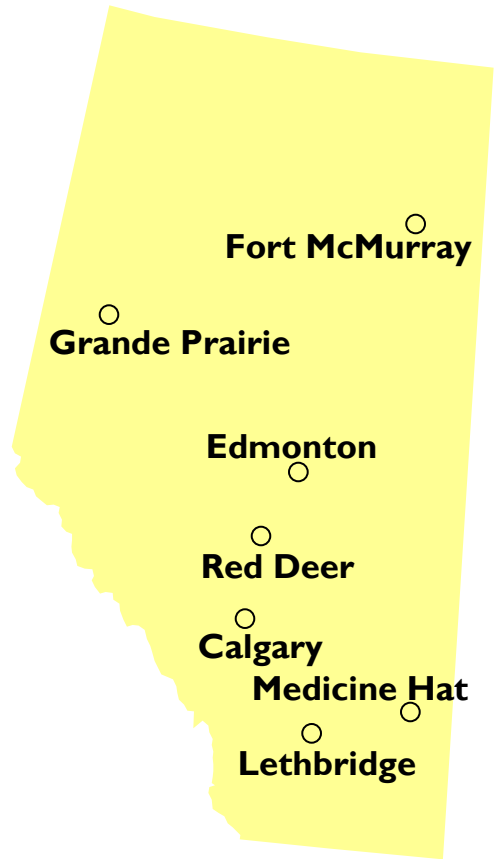 Fort McMurray
Grande Prairie
Edmonton
Red Deer
Calgary
Medicine Hat
Lethbridge